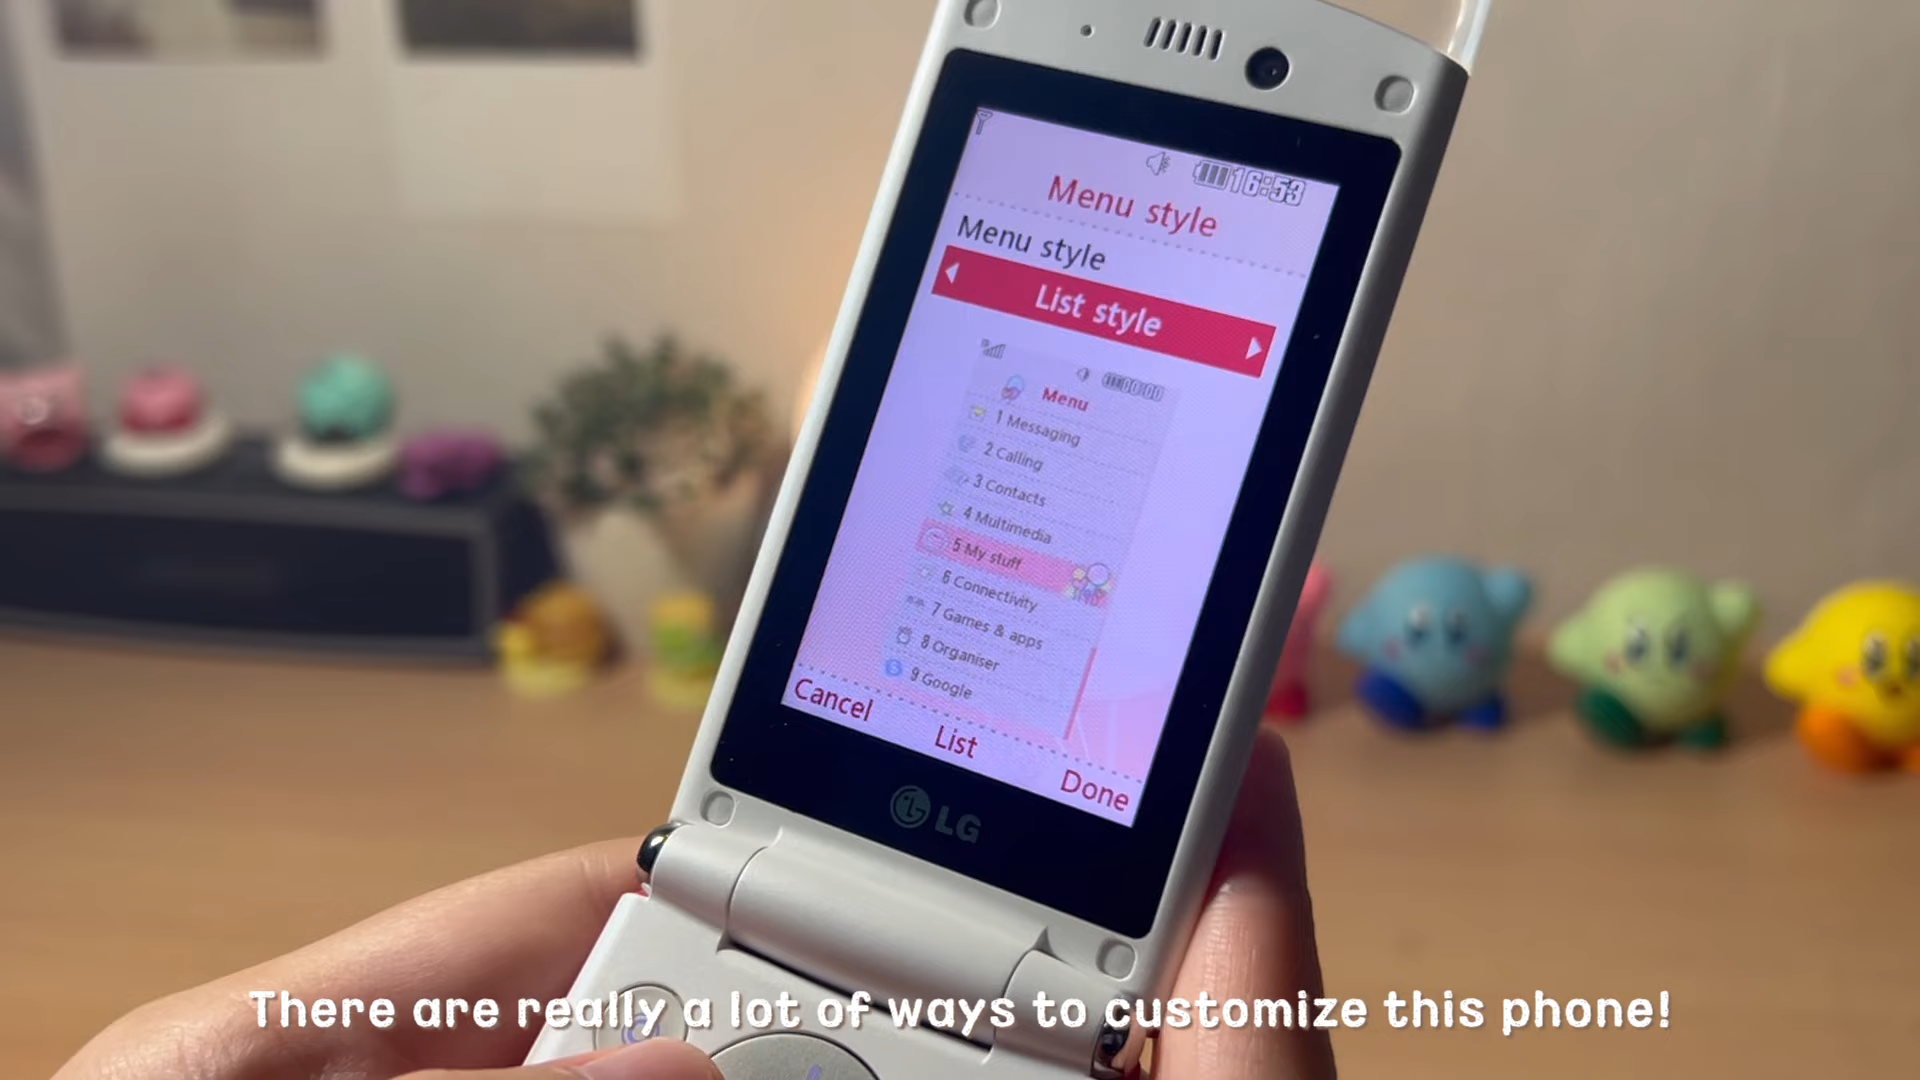 16:53
Menu style
Menu style
List style
00:00
Menu
1 Messaging
2 Calling
3 Contacts
4 Multimedia
5 My stuff
6 Connectivity
7 Games & apps
8 Organiser
9 Google
Cancel
List
Done
LG
There are really a lot of ways to customize this phone!